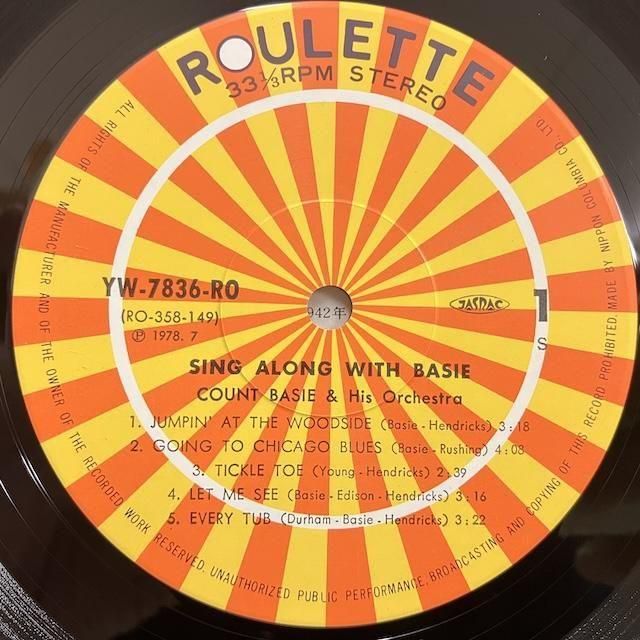 ROULETTE
33 1/3 RPM STEREO
YW-7836-RO
(RO-358-149)
Ⓟ 1978. 7
942年
JASRAC
1
S
SING ALONG WITH BASIE
COUNT BASIE & His Orchestra
1. JUMPIN' AT THE WOODSIDE (Basie - Hendricks) 3:18
2. GOING TO CHICAGO BLUES (Basie - Rushing) 4:08
3. TICKLE TOE (Young - Hendricks) 2:39
4. LET ME SEE (Basie - Edison - Hendricks) 3:16
5. EVERY TUB (Durham - Basie - Hendricks) 3:22
ALL RIGHTS OF THE MANUFACTURER AND OF THE OWNER OF THE RECORDED WORK RESERVED. UNAUTHORIZED PUBLIC PERFORMANCE, BROADCASTING AND COPYING OF THIS RECORD PROHIBITED. MADE BY NIPPON COLUMBIA CO., LTD.